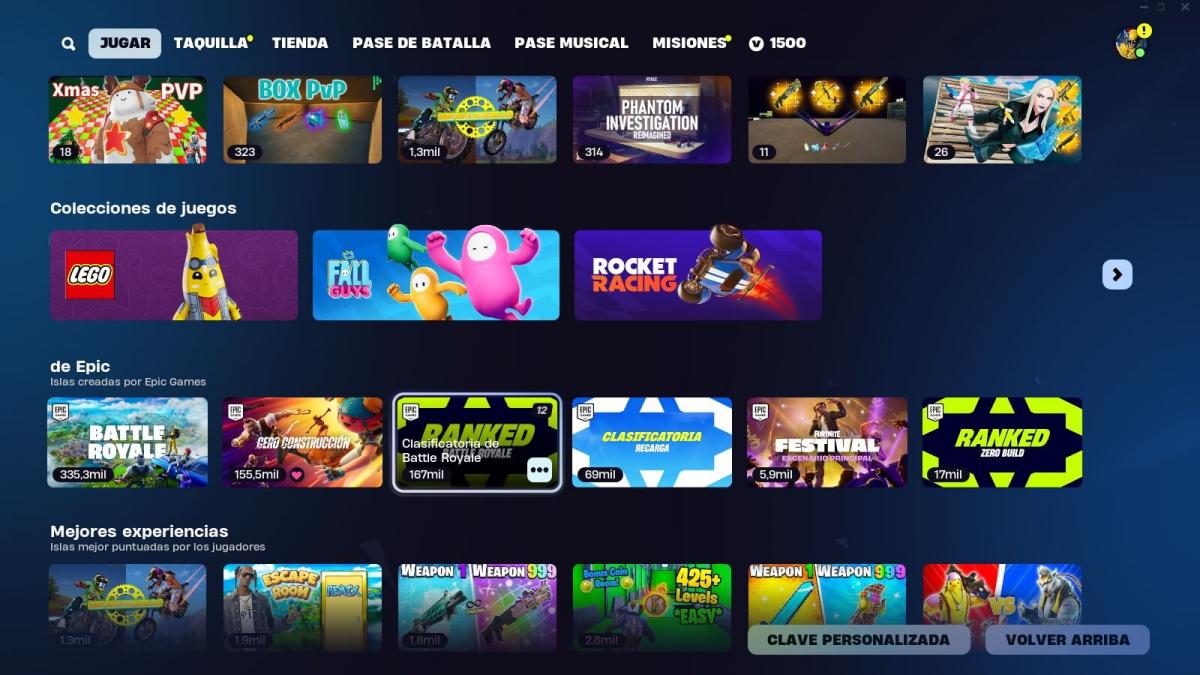 JUGAR
TAQUILLA
TIENDA
PASE DE BATALLA
PASE MUSICAL
MISIONES
V 1500
!
Xmas PVP
18
BOX PvP
323
1,3mil
PHANTOM
INVESTIGATION
REIMAGINED
314
11
26
Colecciones de juegos
LEGO
FALL
GUYS
ROCKET
RACING
de Epic
Islas creadas por Epic Games
EPIC
GAMES
BATTLE
ROYALE
335,3mil
EPIC
GAMES
CERO CONSTRUCCIÓN
155,5mil
EPIC
GAMES
12
RANKED
BATTLE ROYALE
Clasificatoria de
Battle Royale
167mil
EPIC
GAMES
CLASIFICATORIA
RECARGA
69mil
EPIC
GAMES
FORTNITE
FESTIVAL
ESCENARIO PRINCIPAL
5,9mil
EPIC
GAMES
RANKED
ZERO BUILD
17mil
Mejores experiencias
Islas mejor puntuadas por los jugadores
1,3mil
ESCAPE
ROOM
1,9mil
WEAPON 1 WEAPON 999
1,8mil
Bonus Coin
Room!
425+
Levels
*EASY*
2,6mil
WEAPON 1 WEAPON 999
VS
CLAVE PERSONALIZADA
VOLVER ARRIBA